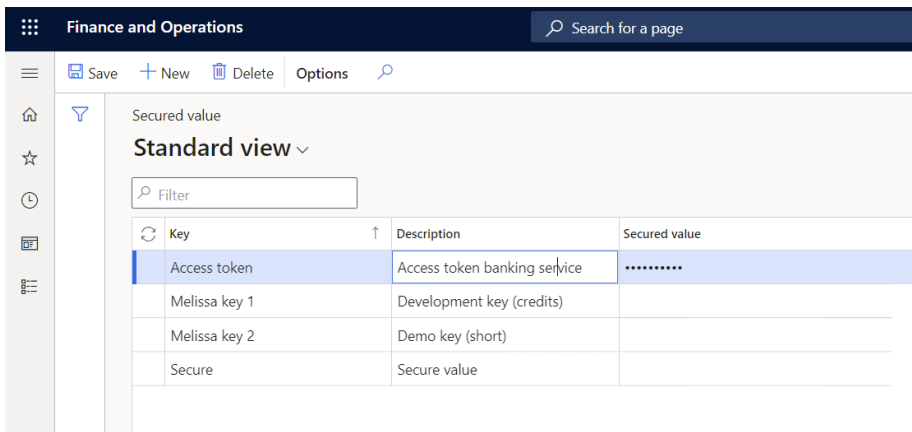 Finance and Operations Search for a page
Save New Delete Options
Secured value
Standard view
Filter
Key Description Secured value
Access token Access token banking service ••••••••••
Melissa key 1 Development key (credits)
Melissa key 2 Demo key (short)
Secure Secure value